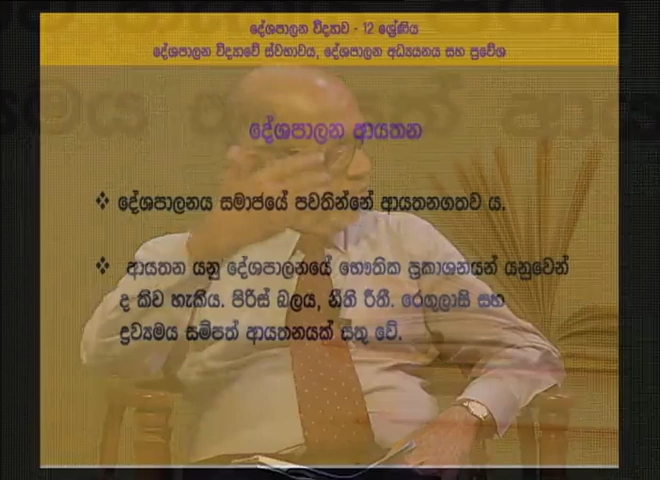 දේශපාලන විද්‍යාව - 12 ශ්‍රේණිය
දේශපාලන විද්‍යාවේ ස්වභාවය, දේශපාලන අධ්‍යයනය සහ ප්‍රවේශ
දේශපාලන ආයතන
❖ දේශපාලනය සමාජයේ පවතින්නේ ආයතනගතව ය.
❖ ආයතන යනු දේශපාලනයේ භෞතික ප්‍රකාශනයන් යනුවෙන්
ද කිව හැකිය. පිරිස් බලය, නීති රීති. රෙගුලාසි සහ
ද්‍රව්‍යමය සම්පත් ආයතනයක් සතු වේ.